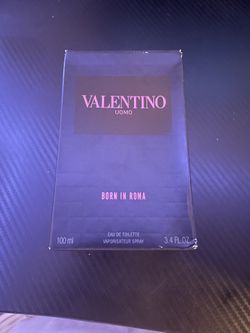 VALENTINO
UOMO
BORN IN ROMA
EAU DE TOILETTE
100 ml VAPORISATEUR SPRAY 3.4 FL.OZ